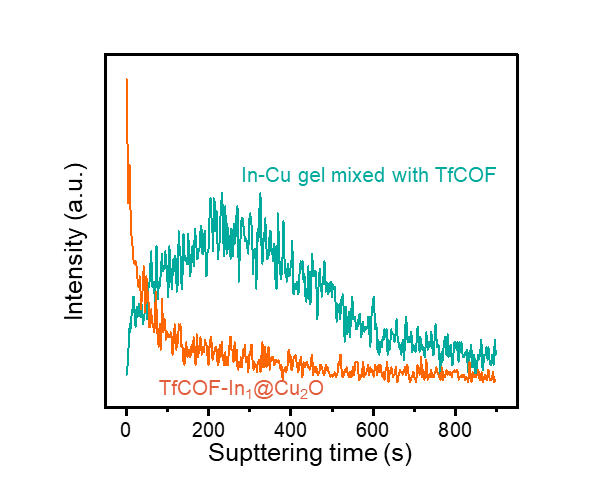 Intensity (a.u.)
In-Cu gel mixed with TfCOF
TfCOF-In₁@Cu₂O
0 200 400 600 800
Supttering time (s)